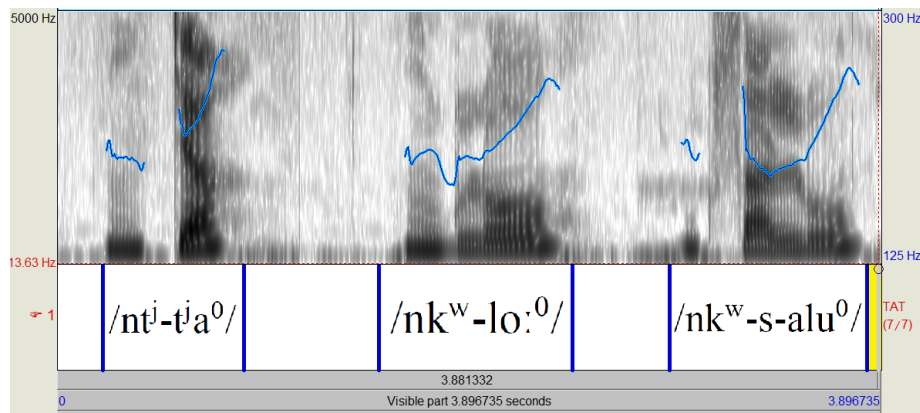 5000 Hz 300 Hz
13.63 Hz 125 Hz
☞ 1 /ntʲ-tʲa⁰/ /nkʷ-loː⁰/ /nkʷ-s-alu⁰/ TAT
(7/7)
3.881332
0 Visible part 3.896735 seconds 3.896735